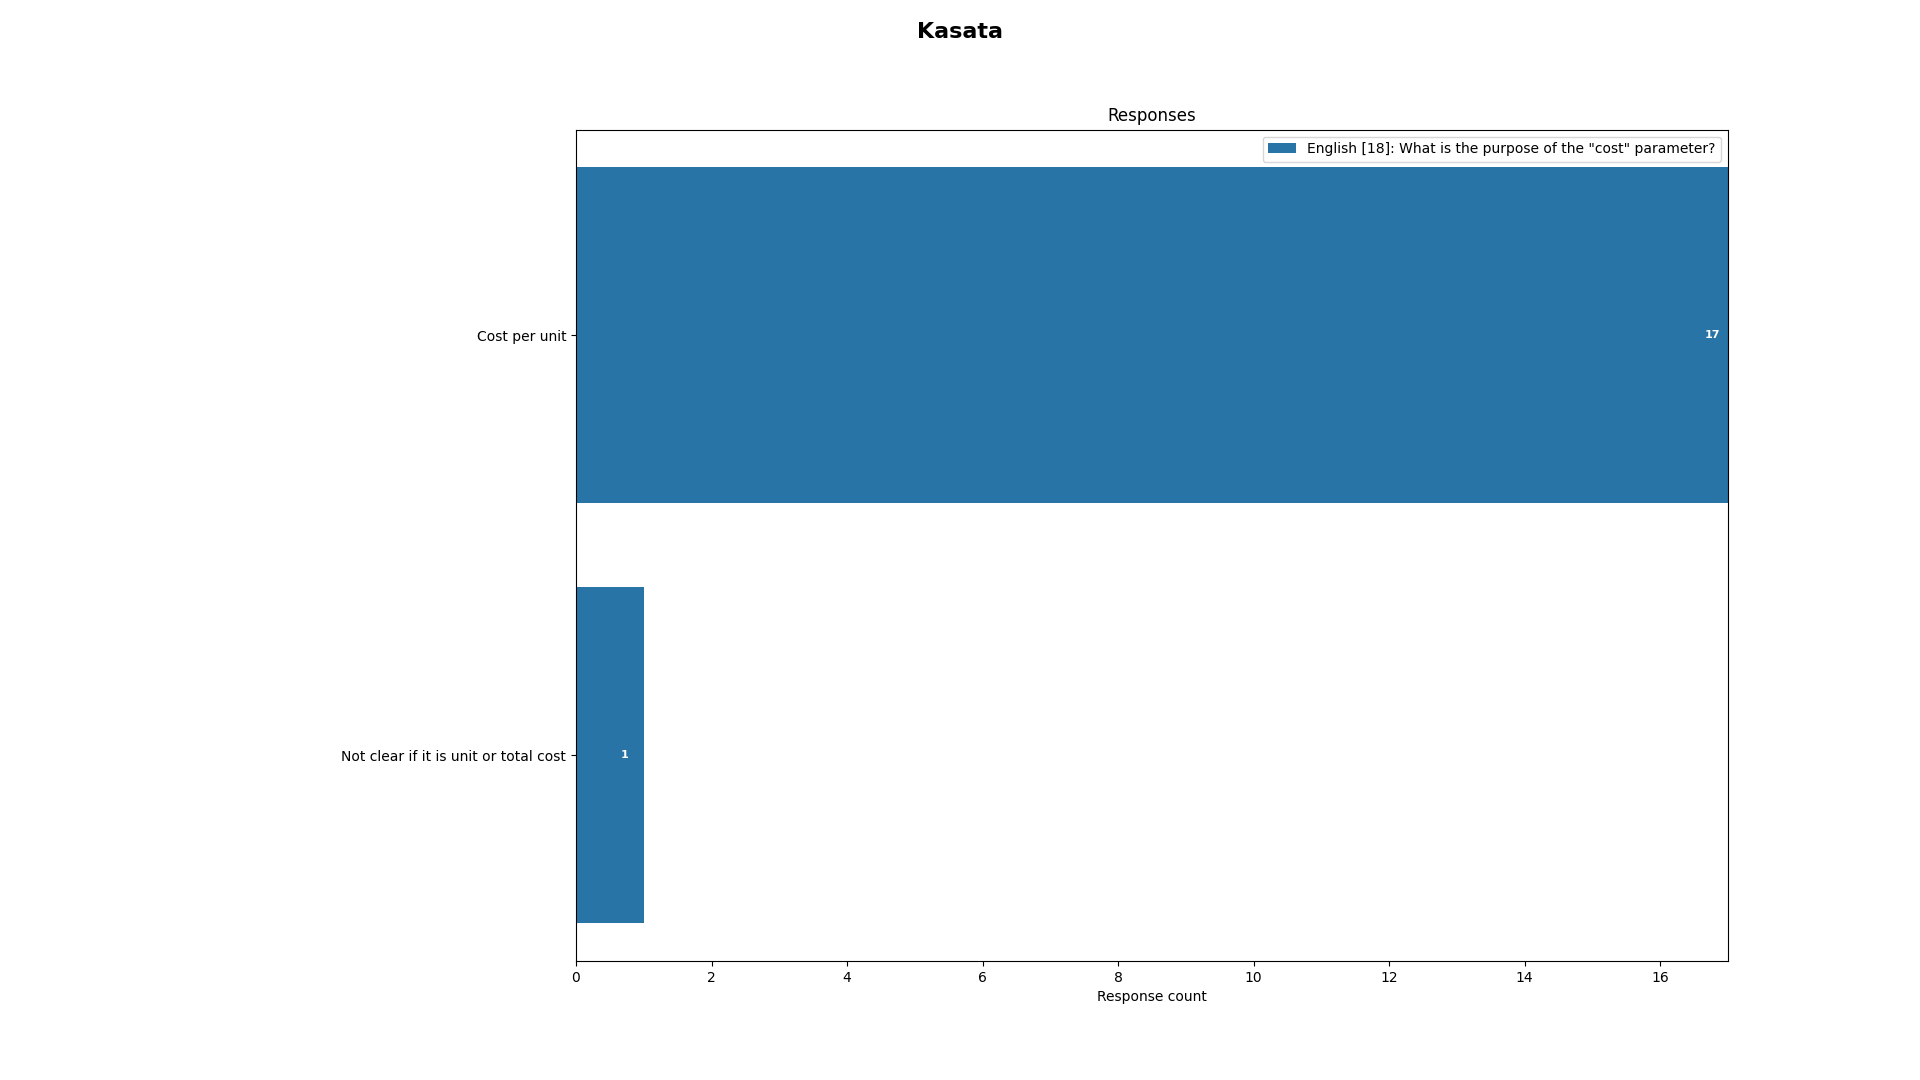 Kasata
Responses
English [18]: What is the purpose of the "cost" parameter?
Cost per unit
17
Not clear if it is unit or total cost
1
0 2 4 6 8 10 12 14 16
Response count